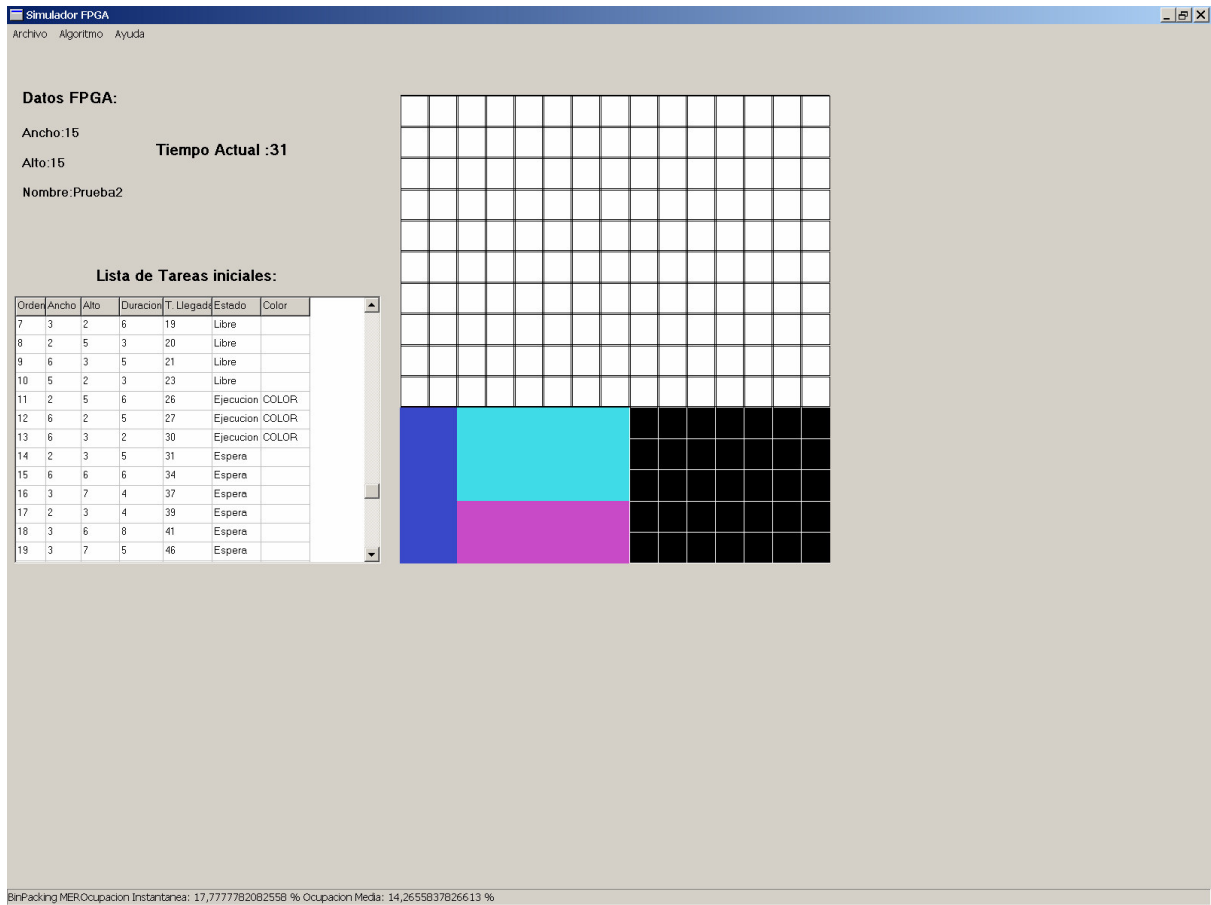 Simulador FPGA
Archivo Algoritmo Ayuda
Datos FPGA:
Ancho:15
Tiempo Actual :31
Alto:15
Nombre:Prueba2
Lista de Tareas iniciales:
Orden Ancho Alto Duracion T. Llegada Estado Color
7 3 2 6 19 Libre
8 2 5 3 20 Libre
9 6 3 5 21 Libre
10 5 2 3 23 Libre
11 2 5 6 26 Ejecucion COLOR
12 6 2 5 27 Ejecucion COLOR
13 6 3 2 30 Ejecucion COLOR
14 2 3 5 31 Espera
15 6 6 6 34 Espera
16 3 7 4 37 Espera
17 2 3 4 39 Espera
18 3 6 8 41 Espera
19 3 7 5 46 Espera
BinPacking MEROcupacion Instantanea: 17,7777782082558 % Ocupacion Media: 14,2655837826613 %